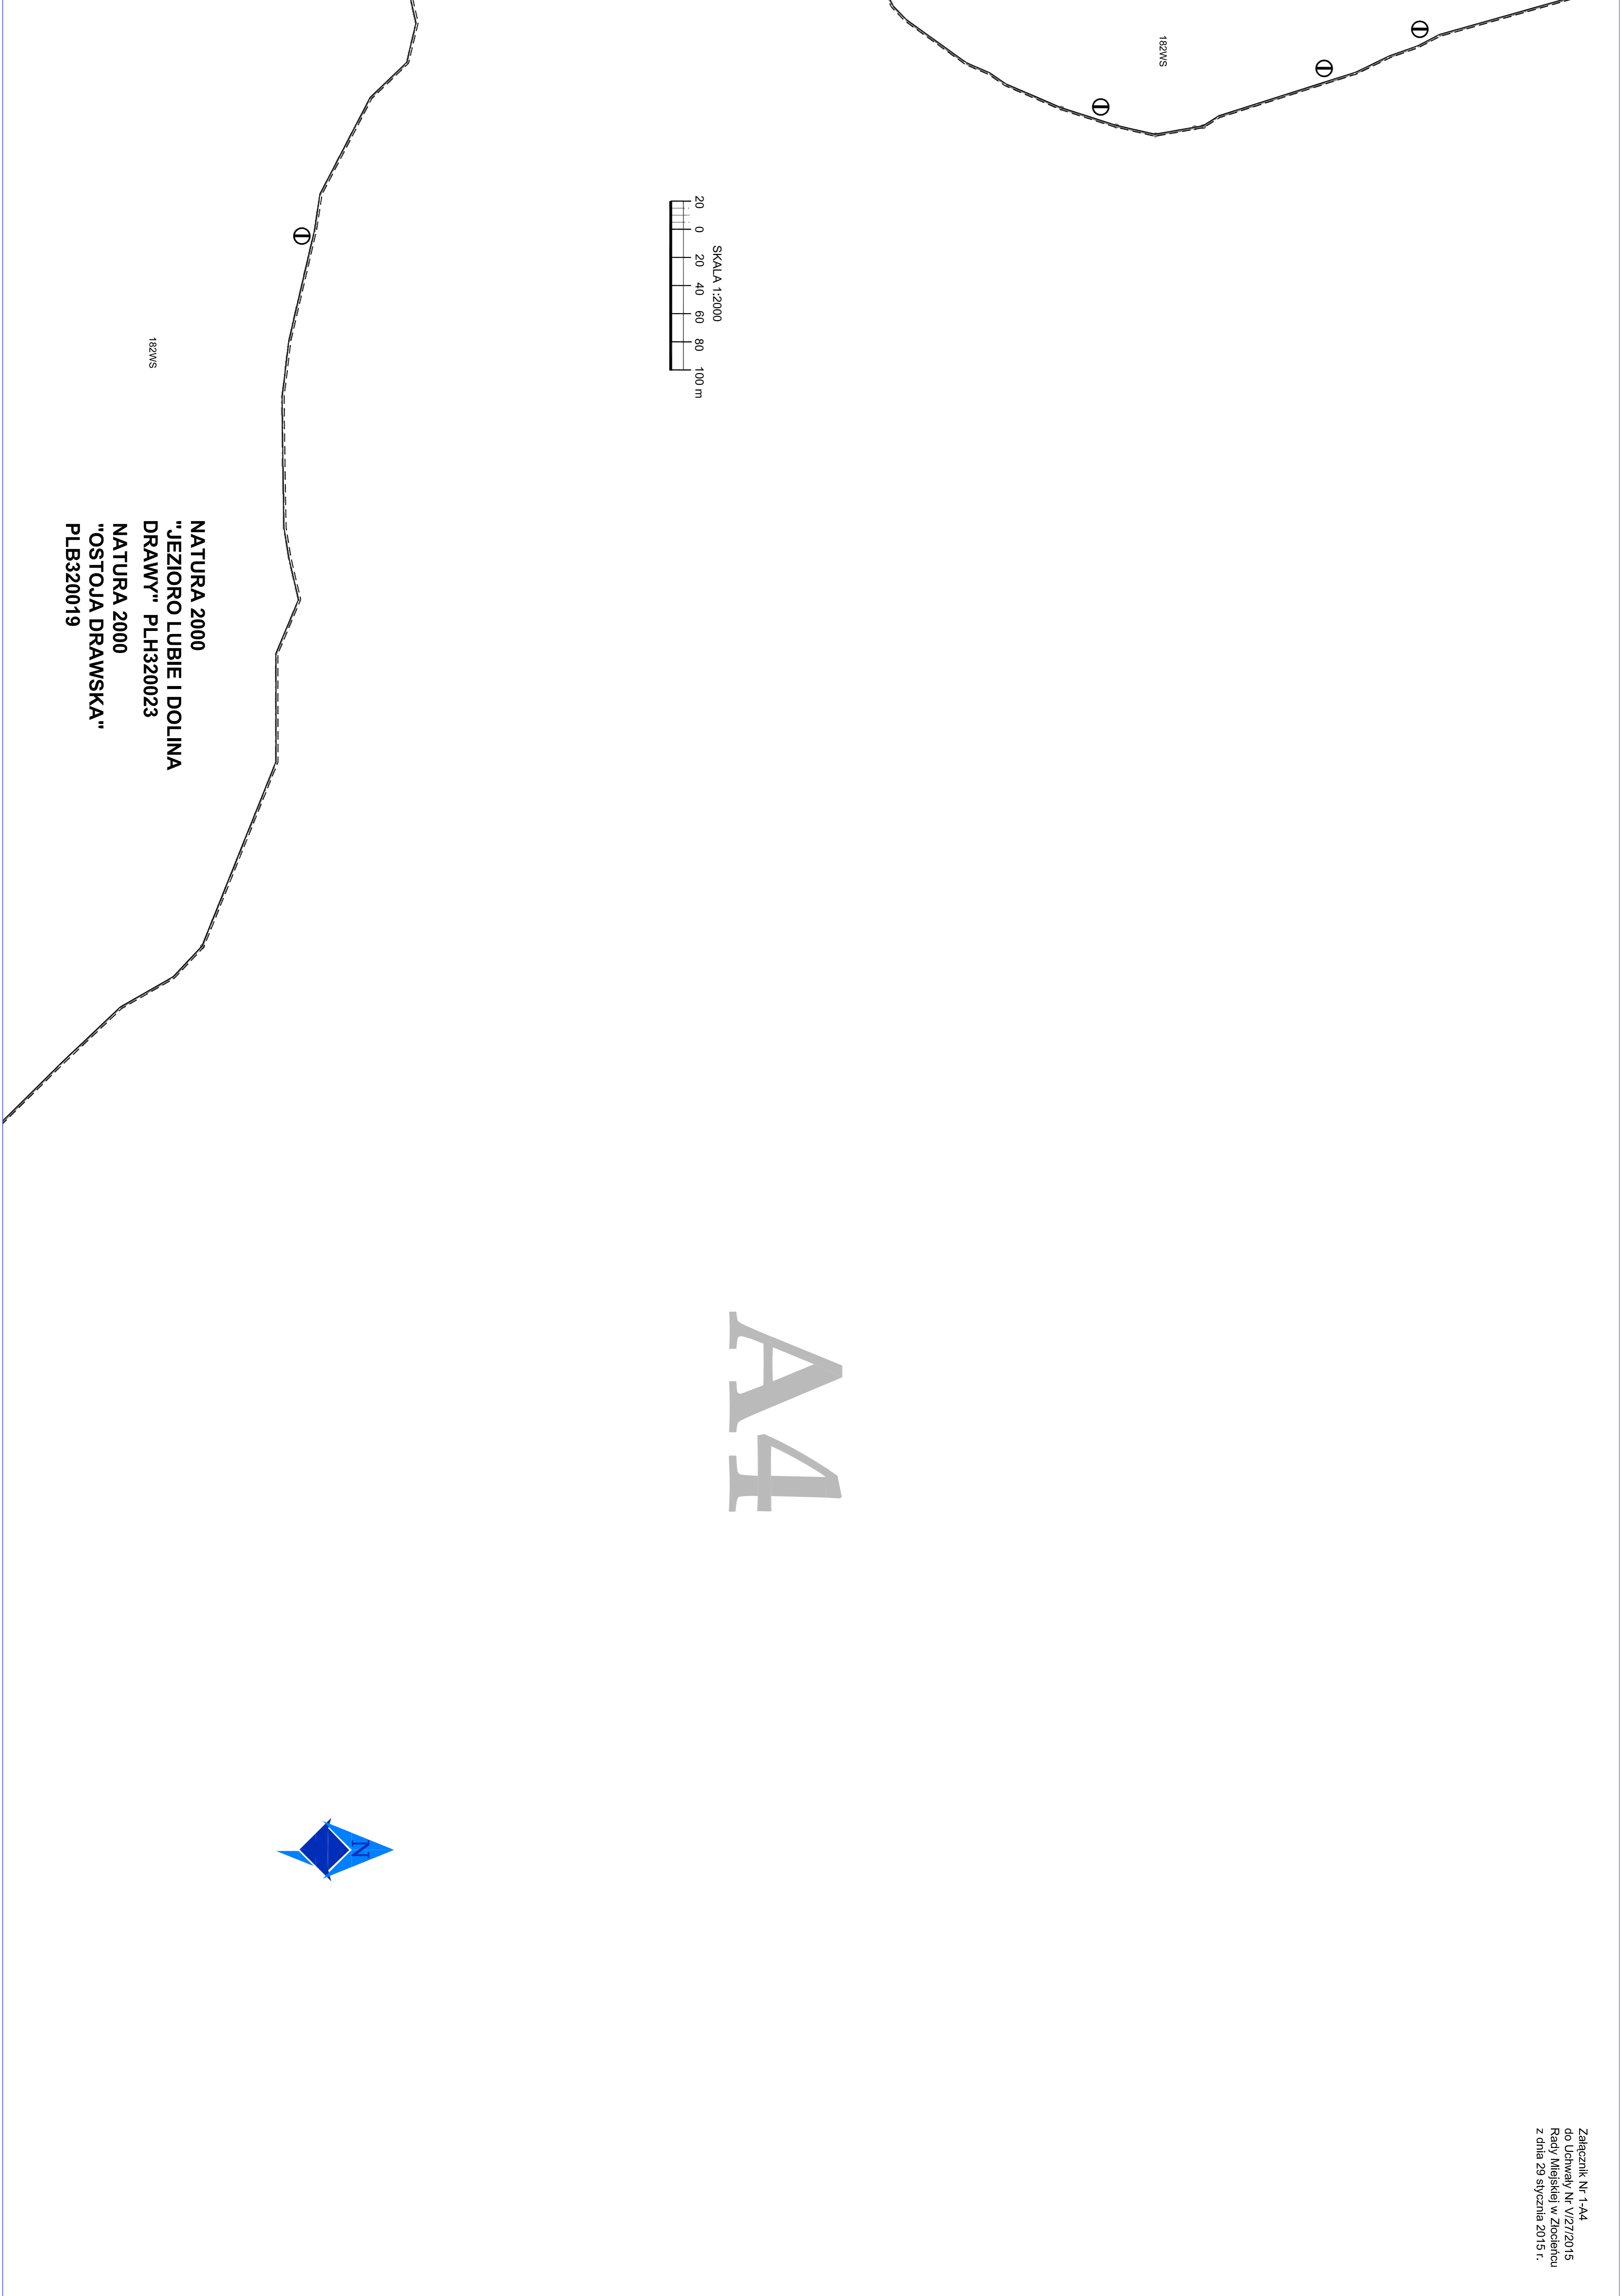 Załącznik Nr 1-A4
do Uchwały Nr V/27/2015
Rady Miejskiej w Złocieńcu
z dnia 29 stycznia 2015 r.
182WS
SKALA 1:2000
20 0 20 40 60 80 100 m
A4
N
NATURA 2000
"JEZIORO LUBIE I DOLINA
DRAWY" PLH320023
182WS
NATURA 2000
"OSTOJA DRAWSKA"
PLB320019